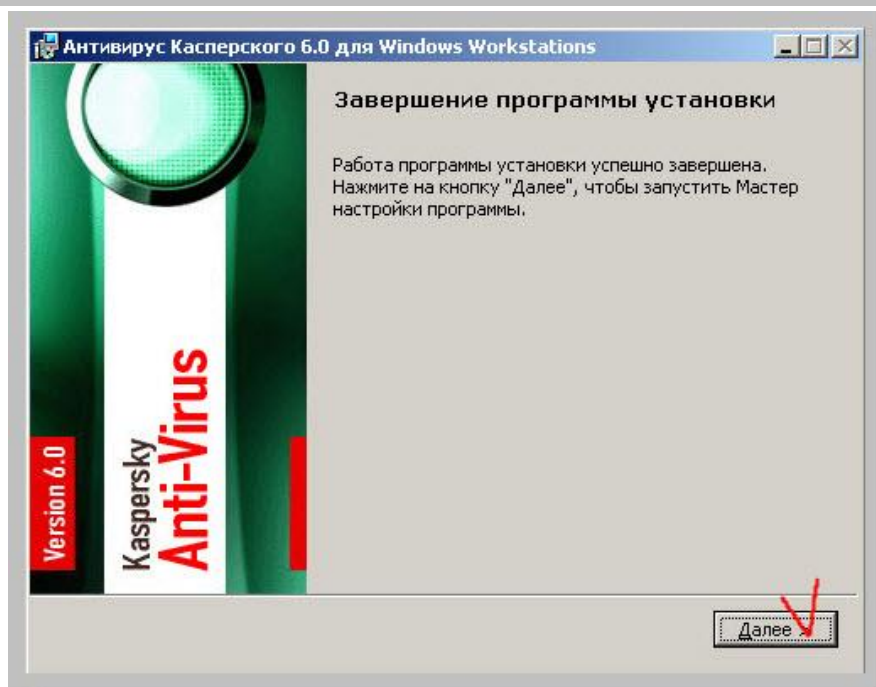 Антивирус Касперского 6.0 для Windows Workstations
Завершение программы установки
Работа программы установки успешно завершена.
Нажмите на кнопку "Далее", чтобы запустить Мастер
настройки программы.
Version 6.0
Kaspersky
Anti-Virus
Далее >